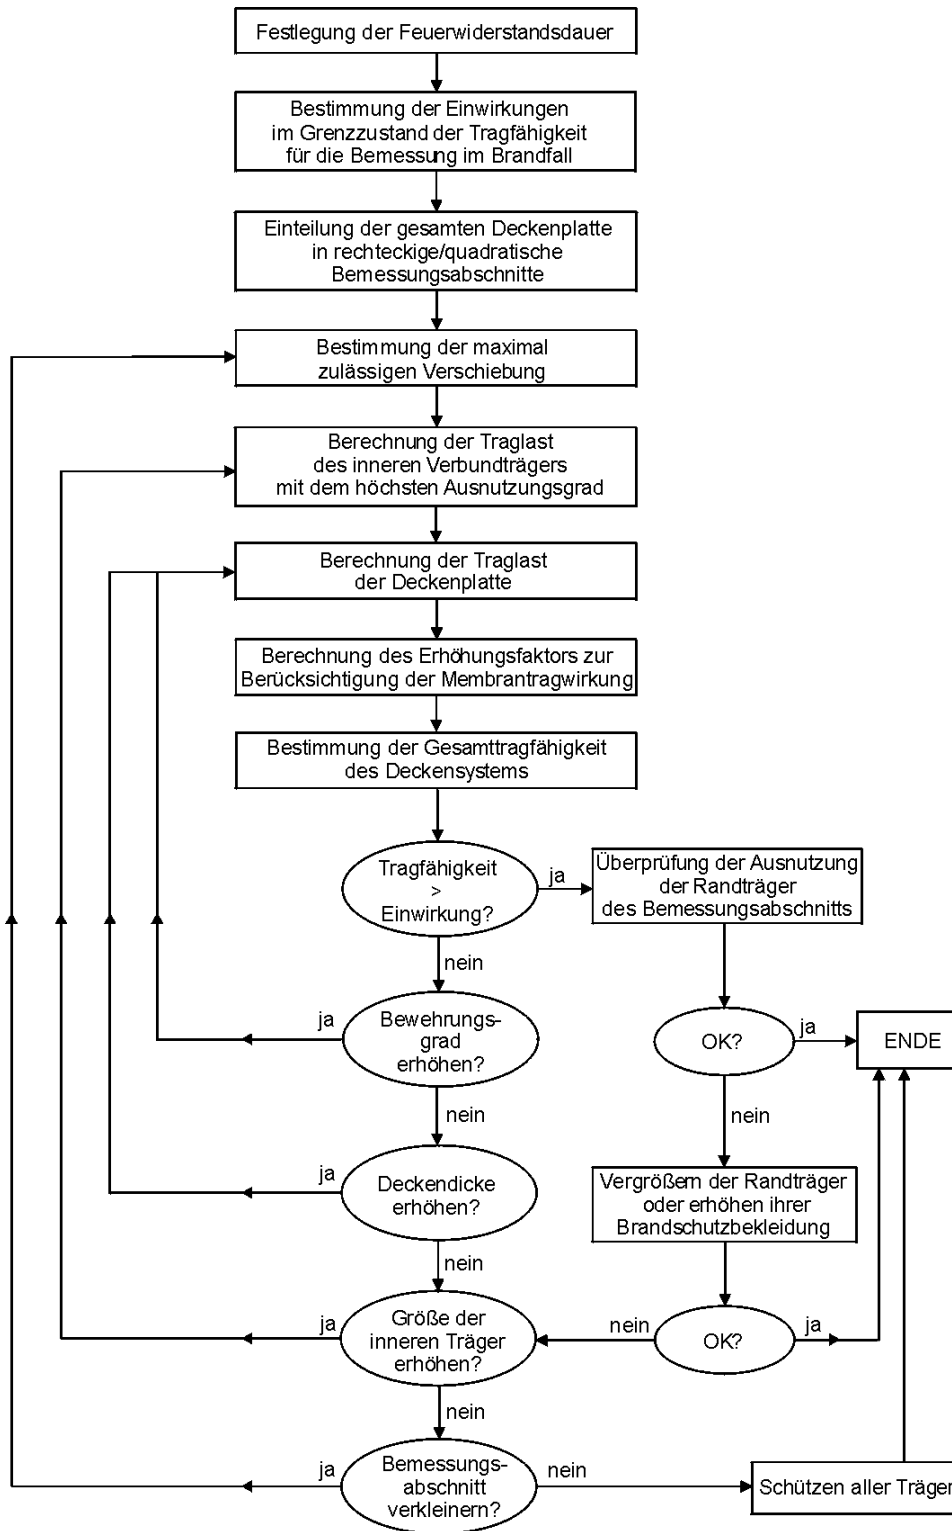 Festlegung der Feuerwiderstandsdauer
Bestimmung der Einwirkungen
im Grenzzustand der Tragfähigkeit
für die Bemessung im Brandfall
Einteilung der gesamten Deckenplatte
in rechteckige/quadratische
Bemessungsabschnitte
Bestimmung der maximal
zulässigen Verschiebung
Berechnung der Traglast
des inneren Verbundträgers
mit dem höchsten Ausnutzungsgrad
Berechnung der Traglast
der Deckenplatte
Berechnung des Erhöhungsfaktors zur
Berücksichtigung der Membrantragwirkung
Bestimmung der Gesamttragfähigkeit
des Deckensystems
Tragfähigkeit
>
Einwirkung?
ja
Überprüfung der Ausnutzung
der Randträger
des Bemessungsabschnitts
nein
ja
Bewehrungs-
grad
erhöhen?
OK?
ja
ENDE
nein
nein
ja
Deckendicke
erhöhen?
Vergrößern der Randträger
oder erhöhen ihrer
Brandschutzbekleidung
nein
ja
Größe der
inneren Träger
erhöhen?
nein
OK?
ja
nein
ja
Bemessungs-
abschnitt
verkleinern?
nein
Schützen aller Träger